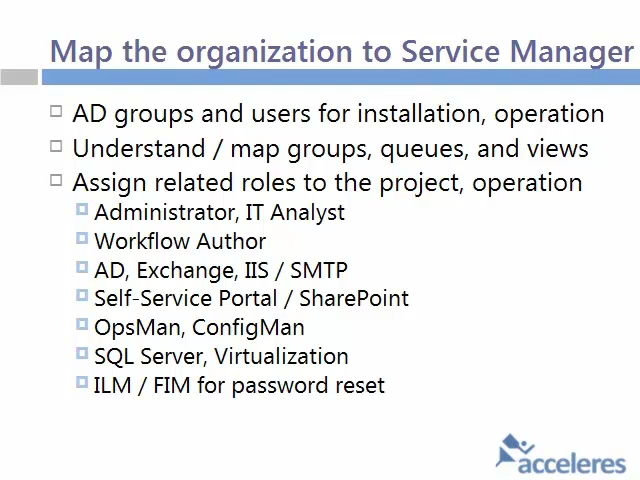 Map the organization to Service Manager
AD groups and users for installation, operation
Understand / map groups, queues, and views
Assign related roles to the project, operation
Administrator, IT Analyst
Workflow Author
AD, Exchange, IIS / SMTP
Self-Service Portal / SharePoint
OpsMan, ConfigMan
SQL Server, Virtualization
ILM / FIM for password reset
acceleres